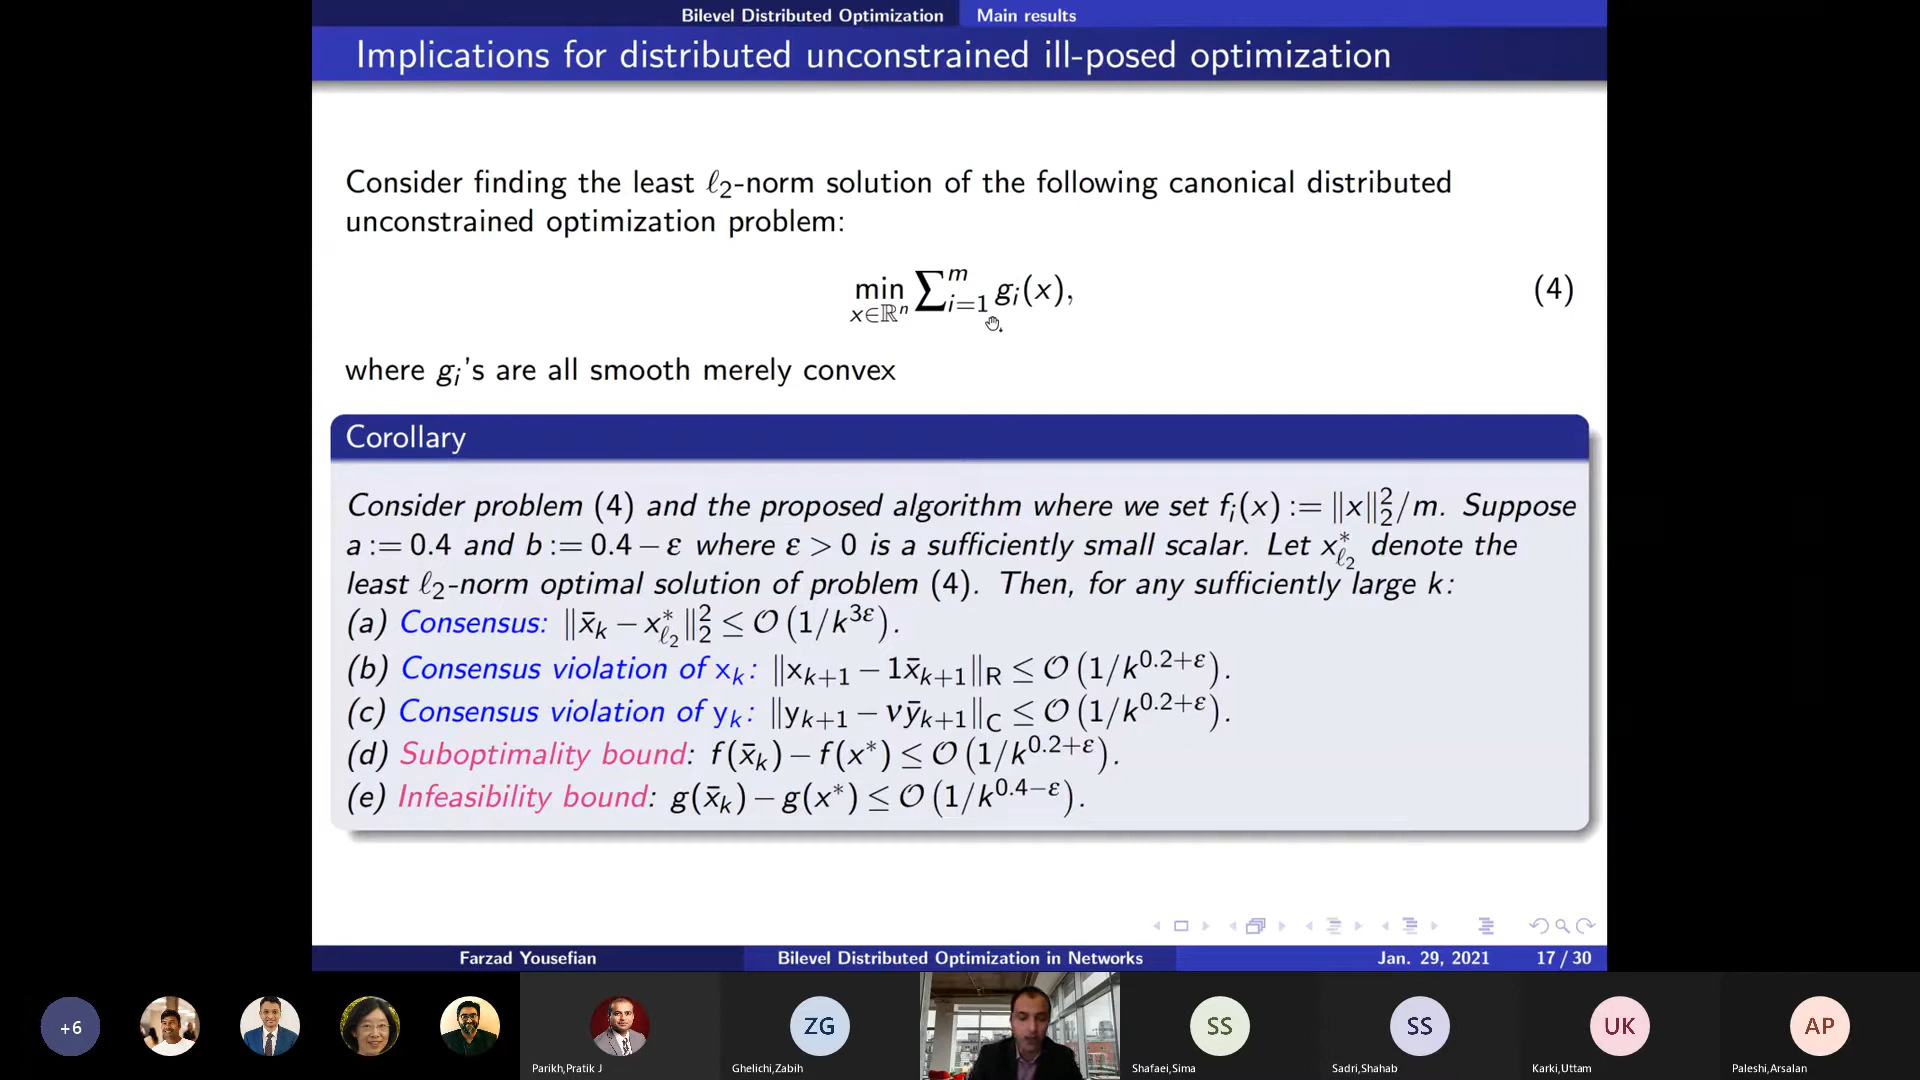 Bilevel Distributed Optimization Main results
Implications for distributed unconstrained ill-posed optimization
Consider finding the least ℓ₂-norm solution of the following canonical distributed
unconstrained optimization problem:
min_{x∈ℝⁿ} ∑_{i=1}^{m} g_i(x), (4)
where g_i's are all smooth merely convex
Corollary
Consider problem (4) and the proposed algorithm where we set f_i(x) := ‖x‖₂²/m. Suppose
a := 0.4 and b := 0.4 − ε where ε > 0 is a sufficiently small scalar. Let x*_{ℓ₂} denote the
least ℓ₂-norm optimal solution of problem (4). Then, for any sufficiently large k:
(a) Consensus: ‖x̄_k − x*_{ℓ₂}‖₂² ≤ 𝒪(1/k^{3ε}).
(b) Consensus violation of x_k: ‖x_{k+1} − 1x̄_{k+1}‖_R ≤ 𝒪(1/k^{0.2+ε}).
(c) Consensus violation of y_k: ‖y_{k+1} − νȳ_{k+1}‖_C ≤ 𝒪(1/k^{0.2+ε}).
(d) Suboptimality bound: f(x̄_k) − f(x*) ≤ 𝒪(1/k^{0.2+ε}).
(e) Infeasibility bound: g(x̄_k) − g(x*) ≤ 𝒪(1/k^{0.4−ε}).
Farzad Yousefian Bilevel Distributed Optimization in Networks Jan. 29, 2021 17 / 30
+6 ZG SS SS UK AP
Parikh,Pratik J Ghelichi,Zabih Shafaei,Sima Sadri,Shahab Karki,Uttam Paleshi,Arsalan